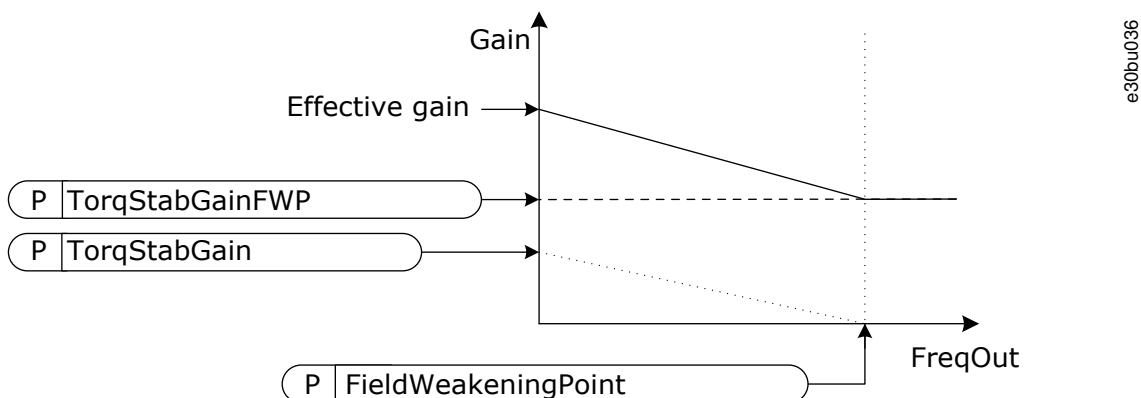 Gain
e30bu036
Effective gain
P TorqStabGainFWP
P TorqStabGain
FreqOut
P FieldWeakeningPoint